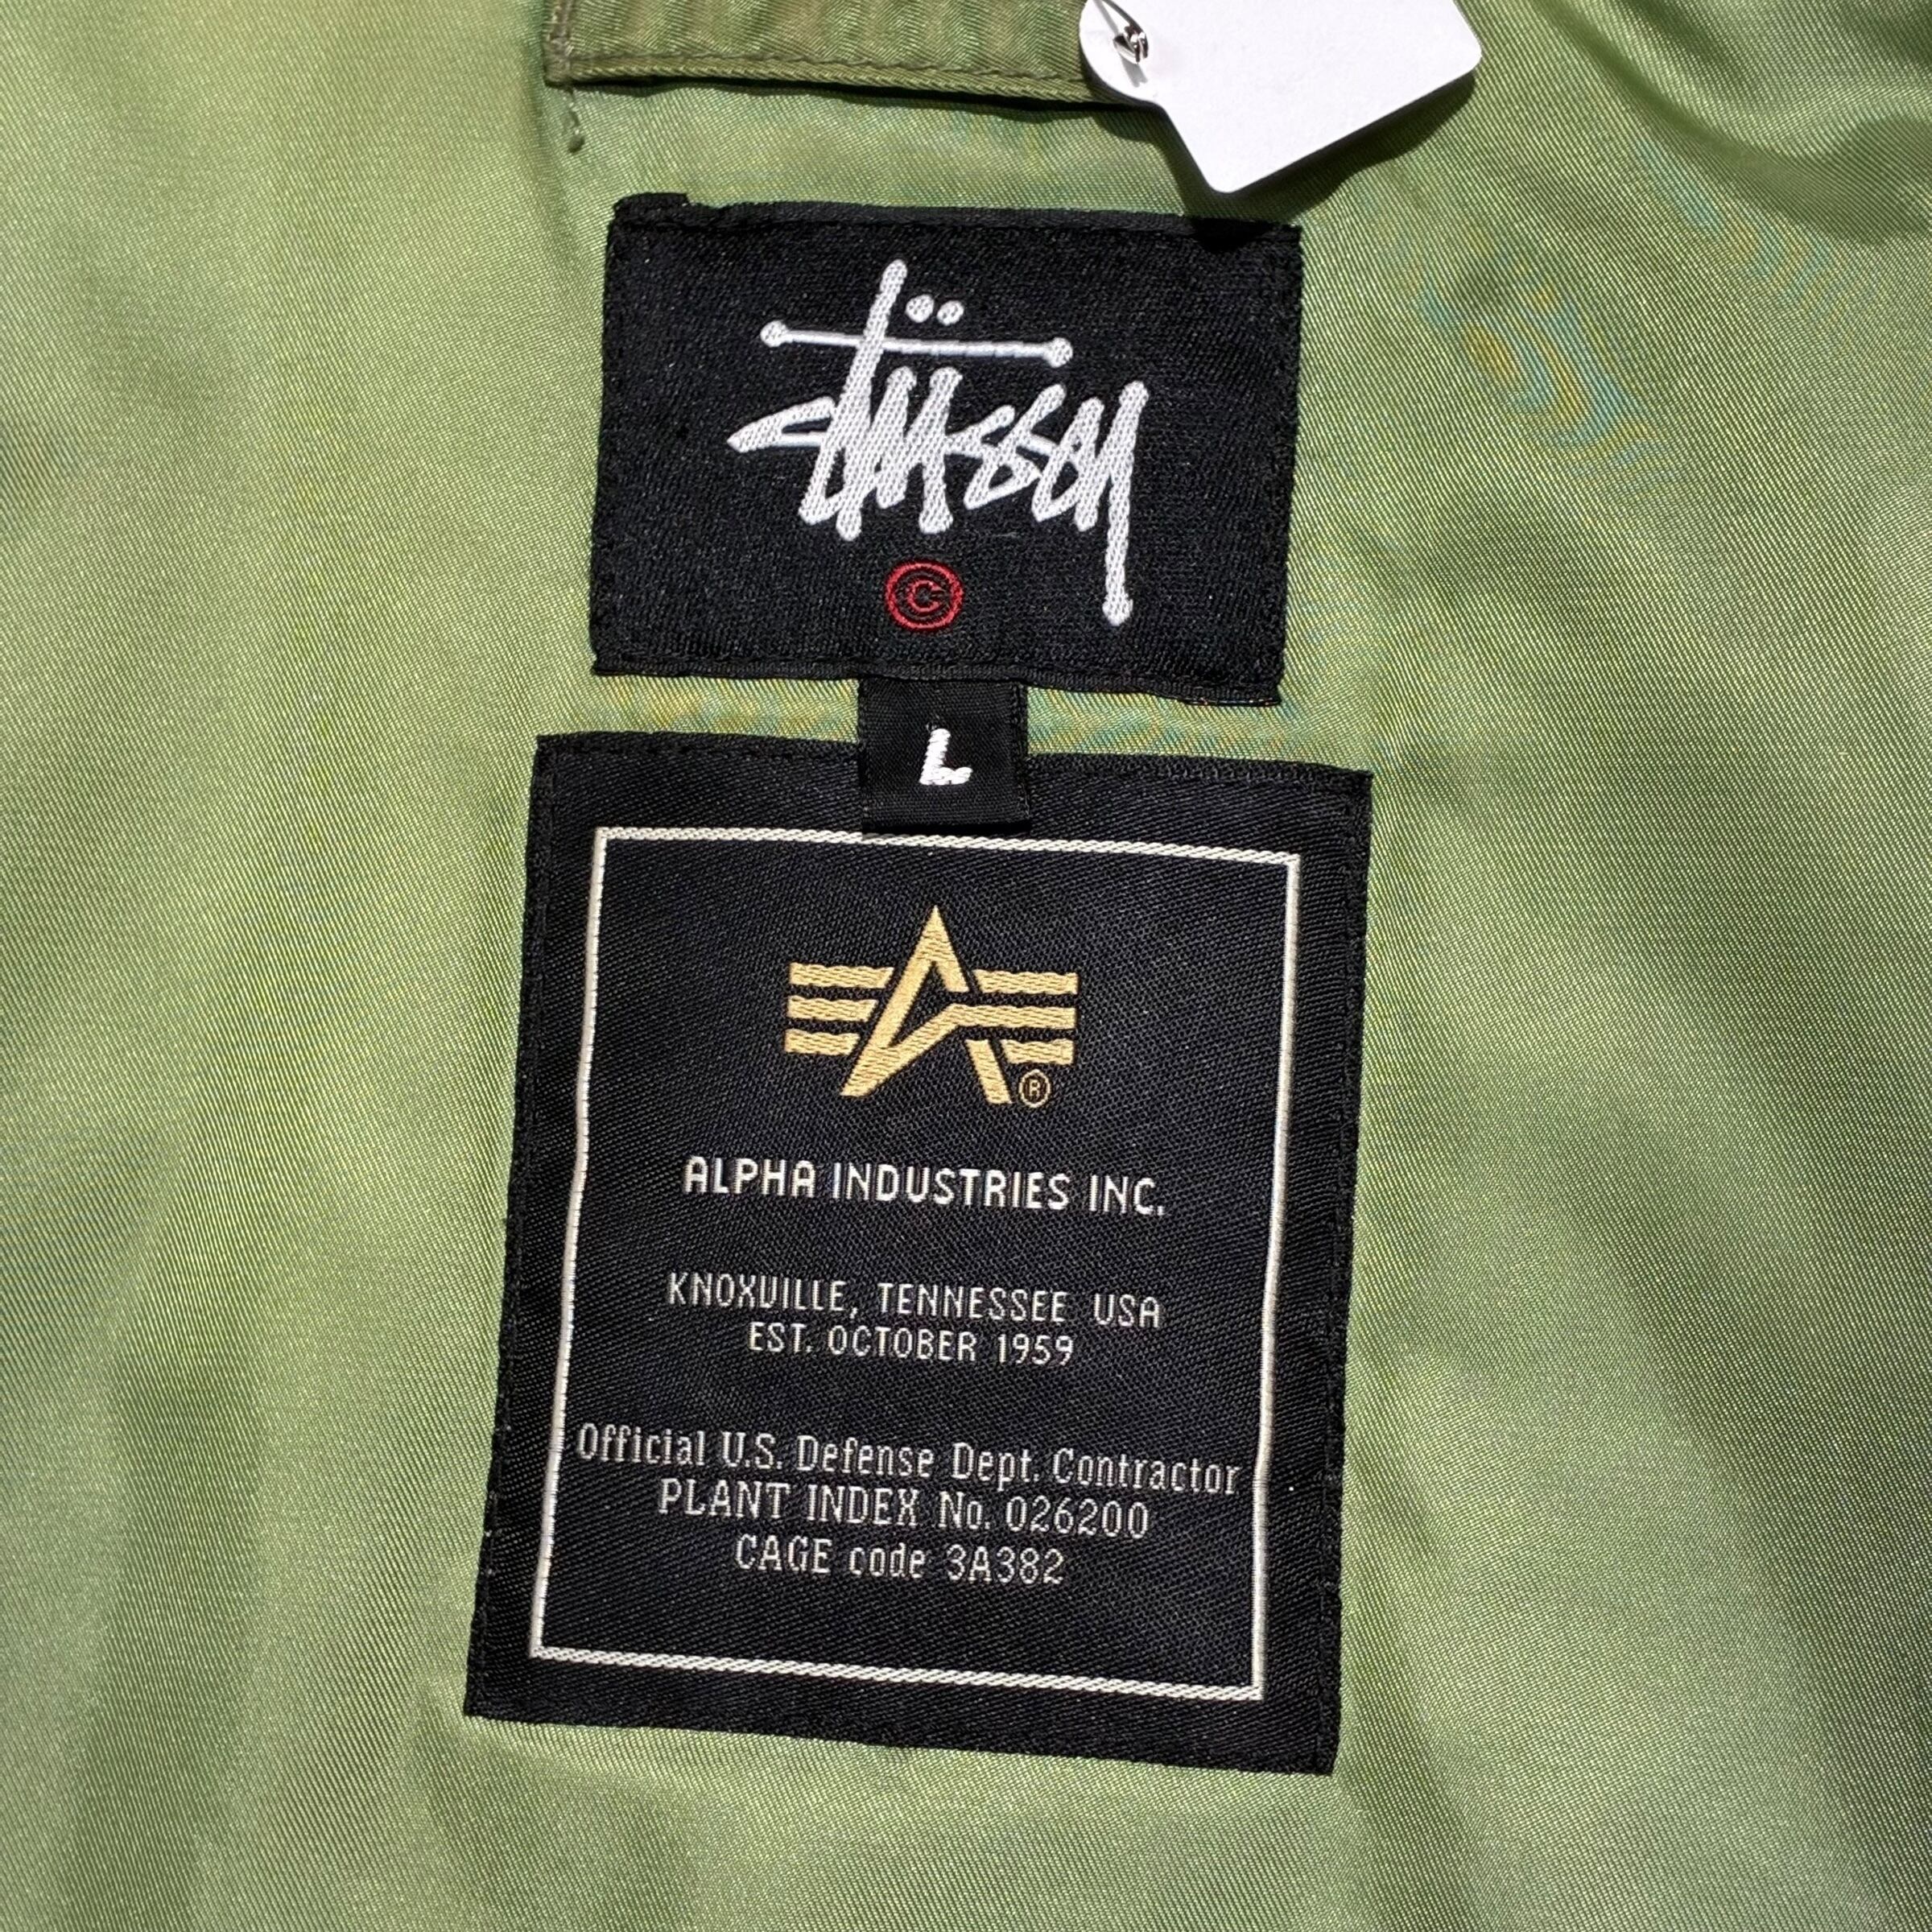 Stüssy
©
L
®
ALPHA INDUSTRIES INC.
KNOXVILLE, TENNESSEE USA
EST. OCTOBER 1959
Official U.S. Defense Dept. Contractor
PLANT INDEX No. 026200
CAGE code 3A382